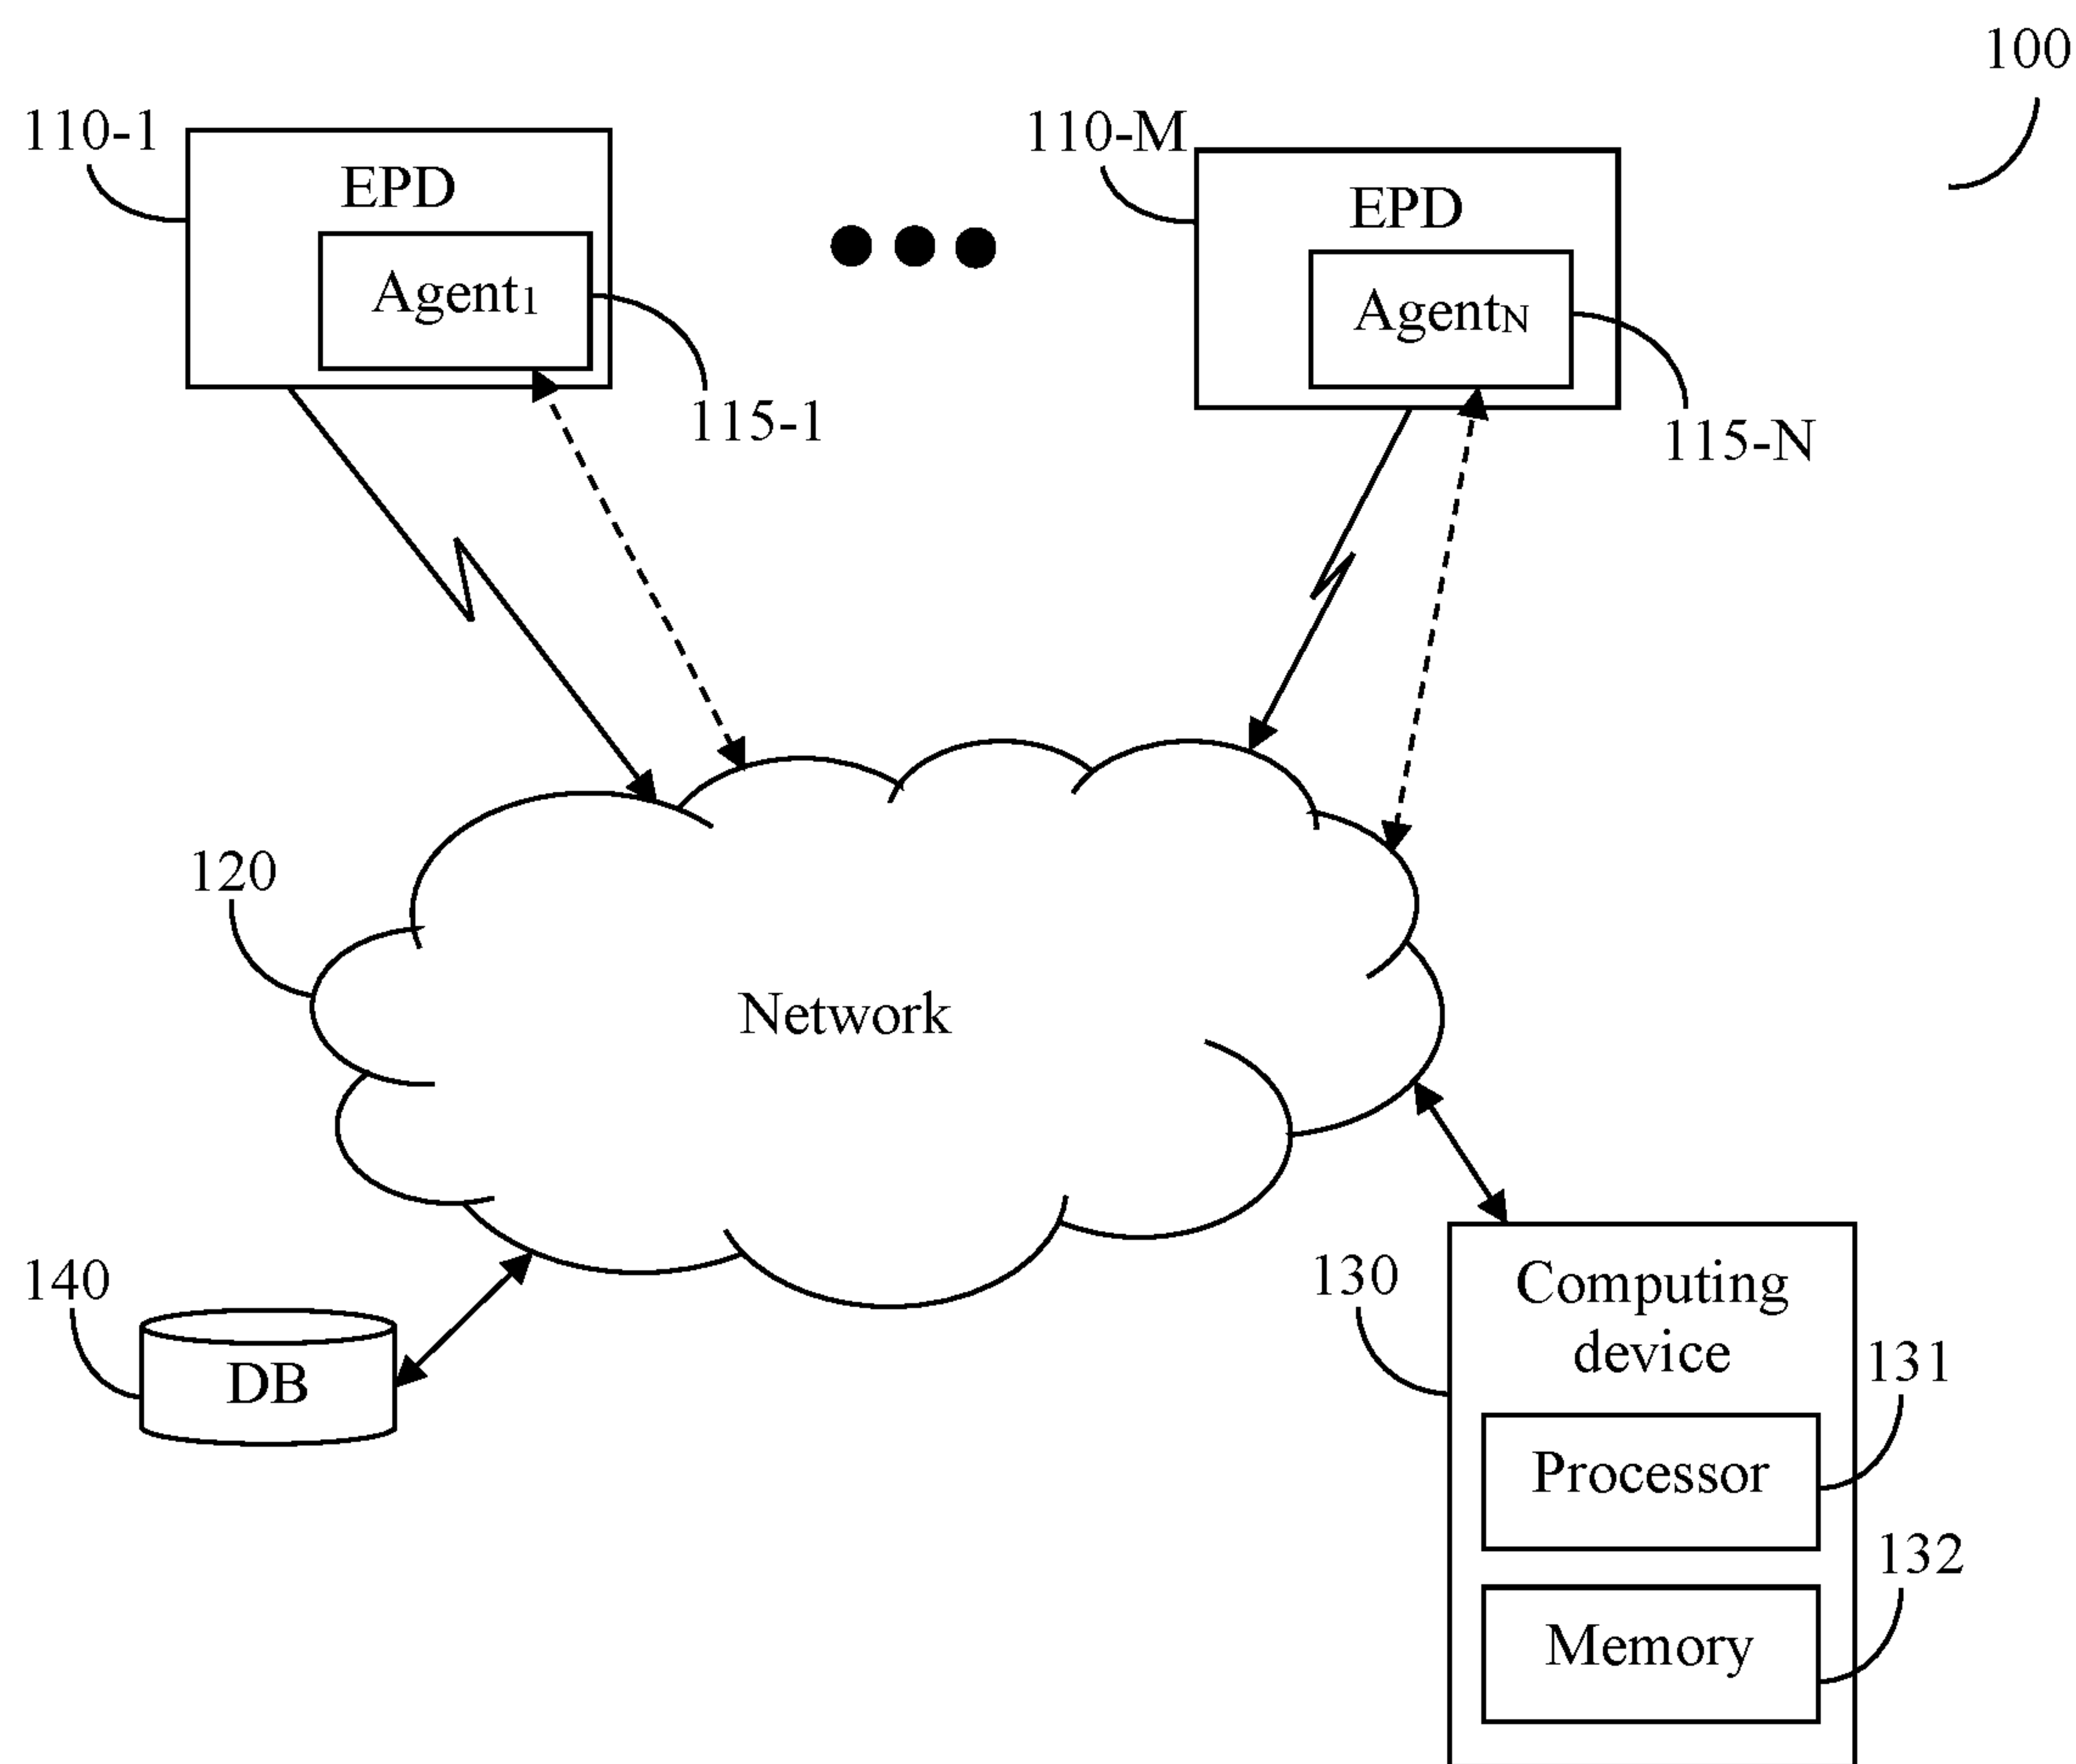 100
110-1
110-M
EPD
EPD
Agent1
AgentN
115-1
115-N
120
Network
140
DB
130
Computing
device
131
Processor
132
Memory